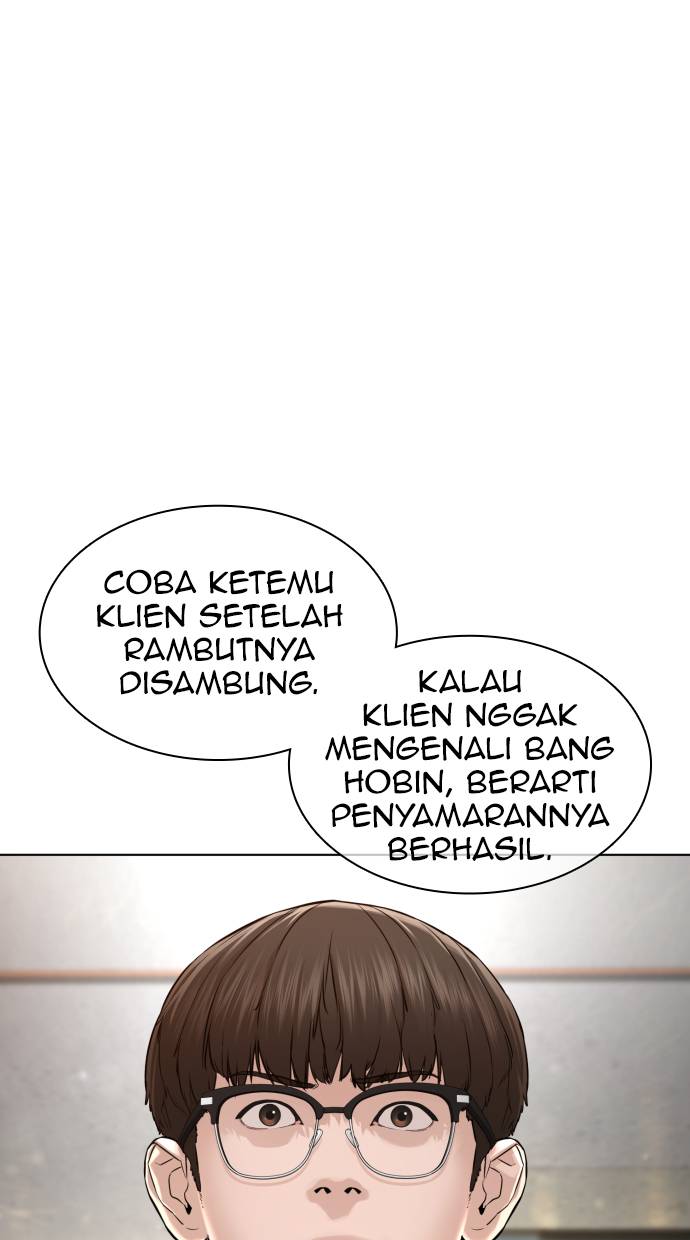 COBA KETEMU
KLIEN SETELAH
RAMBUTNYA
DISAMBUNG.
KALAU
KLIEN NGGAK
MENGENALI BANG
HOBIN, BERARTI
PENYAMARANNYA
BERHASIL.